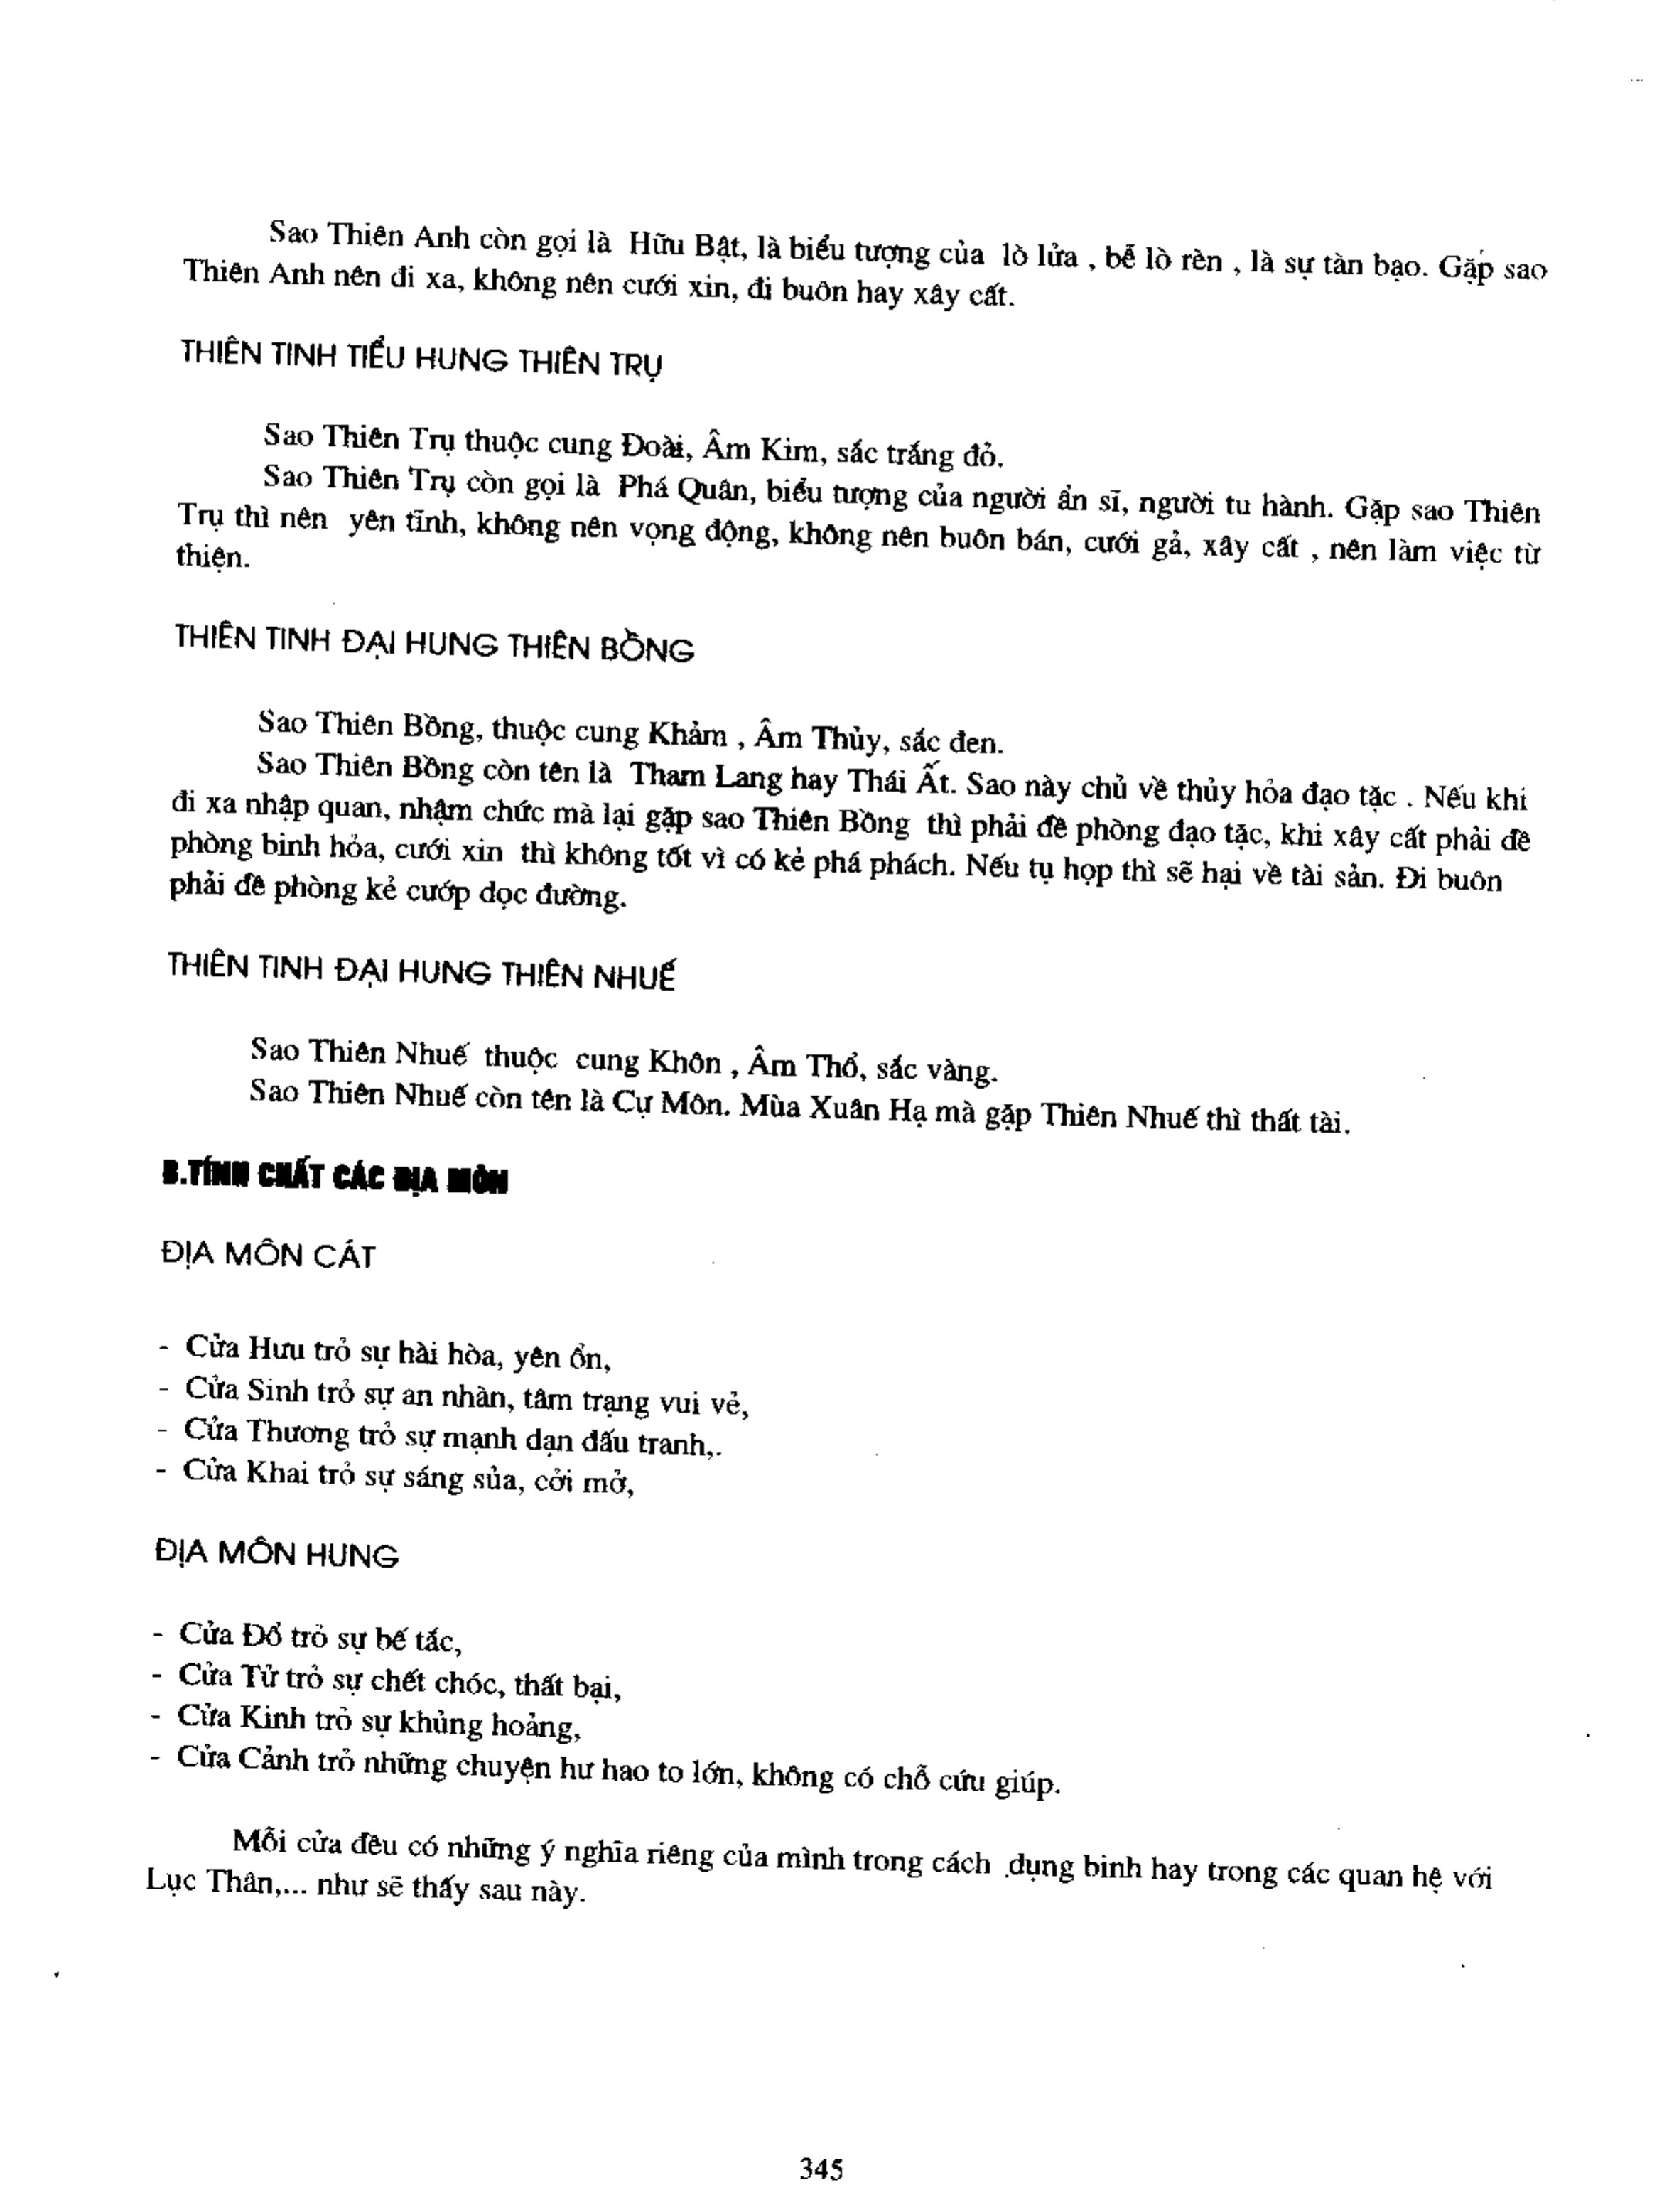 Sao Thiên Anh còn gọi là Hữu Bật, là biểu tượng của lò lửa , bễ lò rèn , là sự tàn bạo. Gặp sao
Thiên Anh nên đi xa, không nên cưới xin, đi buôn hay xây cất.
THIÊN TINH TIỂU HUNG THIÊN TRỤ
Sao Thiên Trụ thuộc cung Đoài, Âm Kim, sắc trắng đỏ.
Sao Thiên Trụ còn gọi là Phá Quân, biểu tượng của người ẩn sĩ, người tu hành. Gặp sao Thiên
Trụ thì nên yên tĩnh, không nên vọng động, không nên buôn bán, cưới gả, xây cất , nên làm việc từ
thiện.
THIÊN TINH ĐẠI HUNG THIÊN BỒNG
Sao Thiên Bồng, thuộc cung Khảm , Âm Thủy, sắc đen.
Sao Thiên Bồng còn tên là Tham Lang hay Thái Ất. Sao này chủ về thủy hỏa đạo tặc . Nếu khi
đi xa nhập quan, nhậm chức mà lại gặp sao Thiên Bồng thì phải đề phòng đạo tặc, khi xây cất phải đề
phòng binh hỏa, cưới xin thì không tốt vì có kẻ phá phách. Nếu tụ họp thì sẽ hại về tài sản. Đi buôn
phải đề phòng kẻ cướp dọc đường.
THIÊN TINH ĐẠI HUNG THIÊN NHUẾ
Sao Thiên Nhuế thuộc cung Khôn , Âm Thổ, sắc vàng.
Sao Thiên Nhuế còn tên là Cự Môn. Mùa Xuân Hạ mà gặp Thiên Nhuế thì thất tài.
B.TÍNH CHẤT CÁC ĐỊA MÔN
ĐỊA MÔN CÁT
- Cửa Hưu trỏ sự hài hòa, yên ổn,
- Cửa Sinh trỏ sự an nhàn, tâm trạng vui vẻ,
- Cửa Thương trỏ sự mạnh dạn đấu tranh,.
- Cửa Khai trỏ sự sáng sủa, cởi mở,
ĐỊA MÔN HUNG
- Cửa Đổ trỏ sự bế tắc,
- Cửa Tử trỏ sự chết chóc, thất bại,
- Cửa Kinh trỏ sự khủng hoảng,
- Cửa Cảnh trỏ những chuyện hư hao to lớn, không có chỗ cứu giúp.
Mỗi cửa đều có những ý nghĩa riêng của mình trong cách dụng binh hay trong các quan hệ với
Lục Thân,... như sẽ thấy sau này.
345